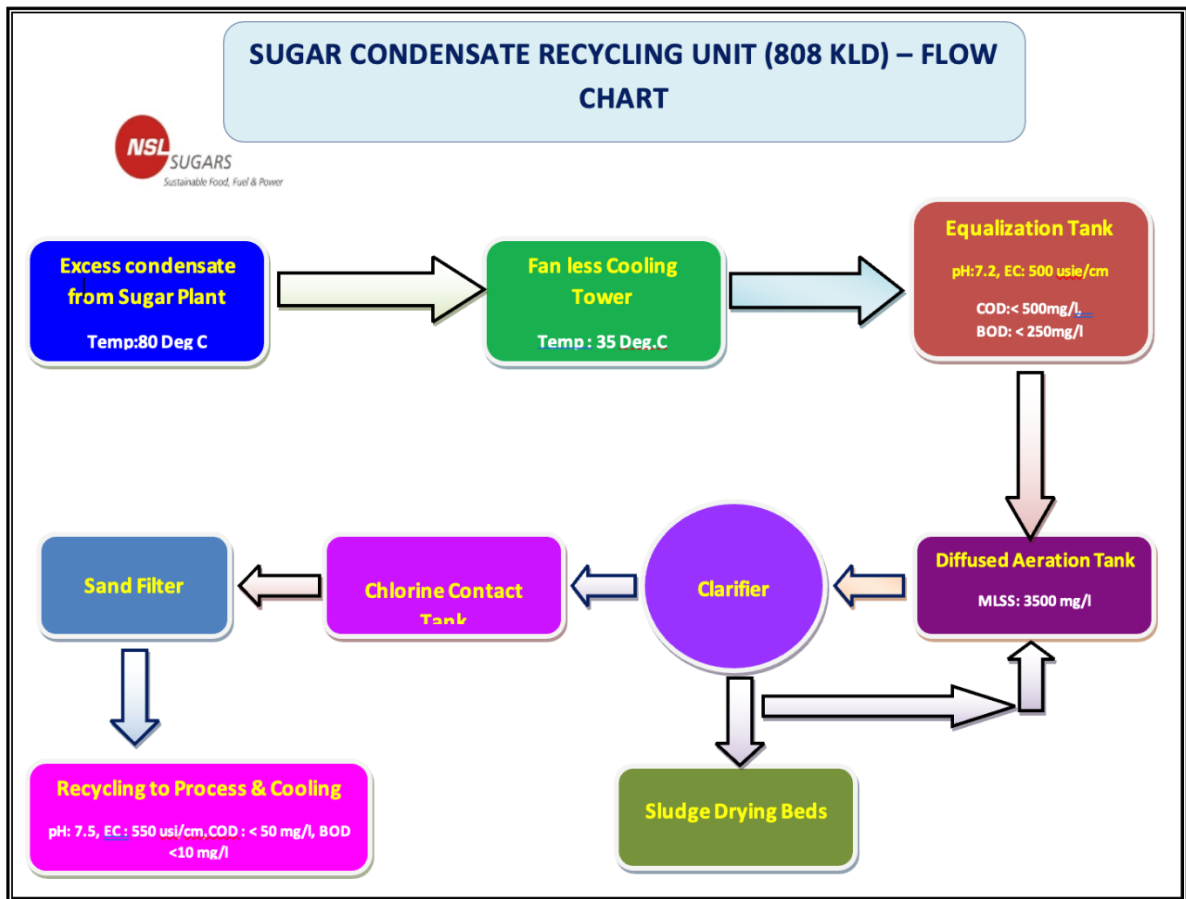 SUGAR CONDENSATE RECYCLING UNIT (808 KLD) – FLOW
CHART
NSL
SUGARS
Sustainable Food, Fuel & Power
Excess condensate
from Sugar Plant
Temp:80 Deg C
Fan less Cooling
Tower
Temp : 35 Deg.C
Equalization Tank
pH:7.2, EC: 500 usie/cm
COD:< 500mg/l,
BOD: < 250mg/l
Sand Filter
Chlorine Contact
Tank
Clarifier
Diffused Aeration Tank
MLSS: 3500 mg/l
Recycling to Process & Cooling
pH: 7.5, EC : 550 usi/cm,COD : < 50 mg/l, BOD
<10 mg/l
Sludge Drying Beds